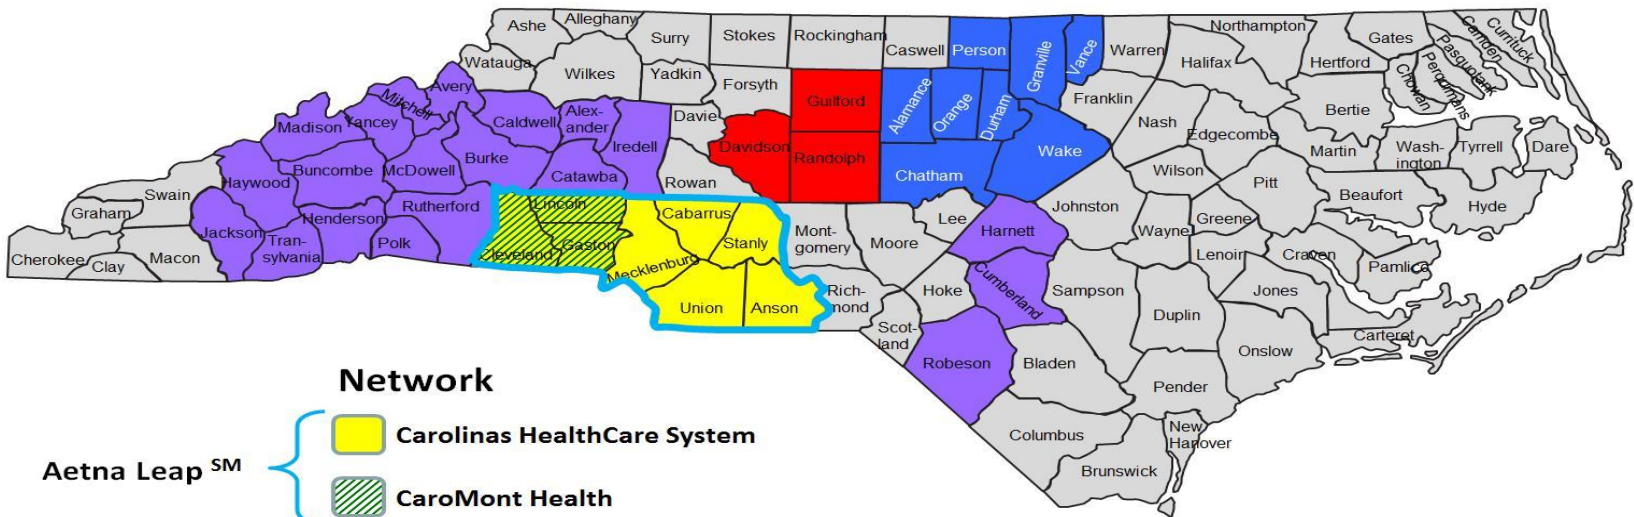 Ashe
Alleghany
Surry
Stokes
Rockingham
Caswell
Person
Granville
Vance
Warren
Northampton
Gates
Camden
Currituck
Pasquotank
Perquimans
Chowan
Hertford
Halifax
Watauga
Wilkes
Yadkin
Forsyth
Guilford
Alamance
Orange
Durham
Franklin
Bertie
Avery
Mitchell
Yancey
Madison
Caldwell
Alex-
ander
Iredell
Davie
Davidson
Randolph
Chatham
Wake
Nash
Edgecombe
Martin
Wash-
ington
Tyrrell
Dare
Swain
Haywood
Buncombe
McDowell
Burke
Catawba
Rowan
Wilson
Pitt
Beaufort
Hyde
Graham
Jackson
Henderson
Rutherford
Lincoln
Cabarrus
Stanly
Mont-
gomery
Moore
Lee
Harnett
Johnston
Wayne
Greene
Lenoir
Craven
Pamlico
Cherokee
Clay
Macon
Tran-
sylvania
Polk
Cleveland
Gaston
Mecklenburg
Union
Anson
Rich-
mond
Hoke
Cumberland
Sampson
Duplin
Jones
Scot-
land
Robeson
Bladen
Onslow
Carteret
Pender
Columbus
New
Hanover
Brunswick
Network
Carolinas HealthCare System
Aetna Leap SM
CaroMont Health